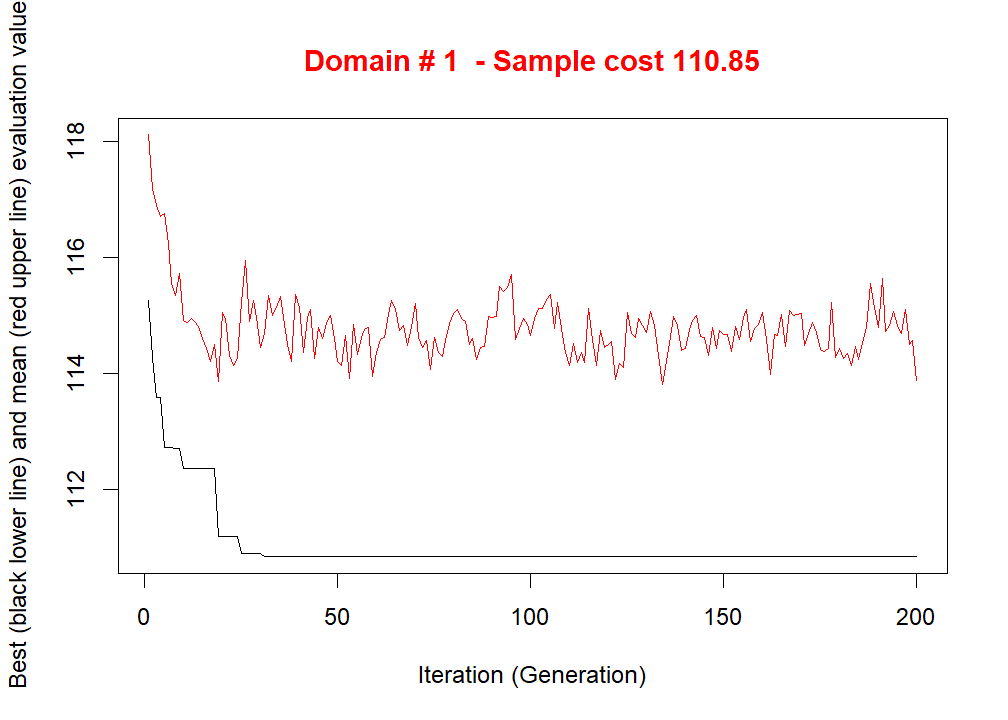 Domain # 1  - Sample cost 110.85
Best (black lower line) and mean (red upper line) evaluation value
118
116
114
112
0 50 100 150 200
Iteration (Generation)